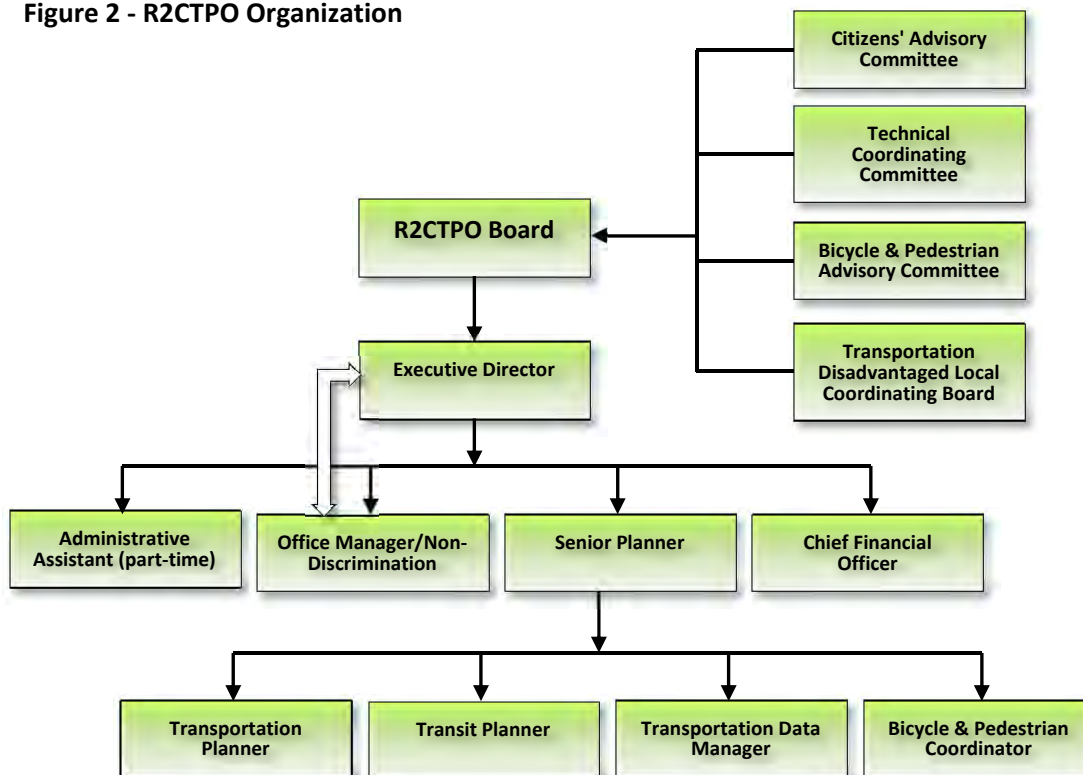 Figure 2 - R2CTPO Organization
Citizens' Advisory
Committee
Technical
Coordinating
Committee
R2CTPO Board
Bicycle & Pedestrian
Advisory Committee
Executive Director
Transportation
Disadvantaged Local
Coordinating Board
Administrative
Assistant (part-time)
Office Manager/Non-
Discrimination
Senior Planner
Chief Financial
Officer
Transportation
Planner
Transit Planner
Transportation Data
Manager
Bicycle & Pedestrian
Coordinator